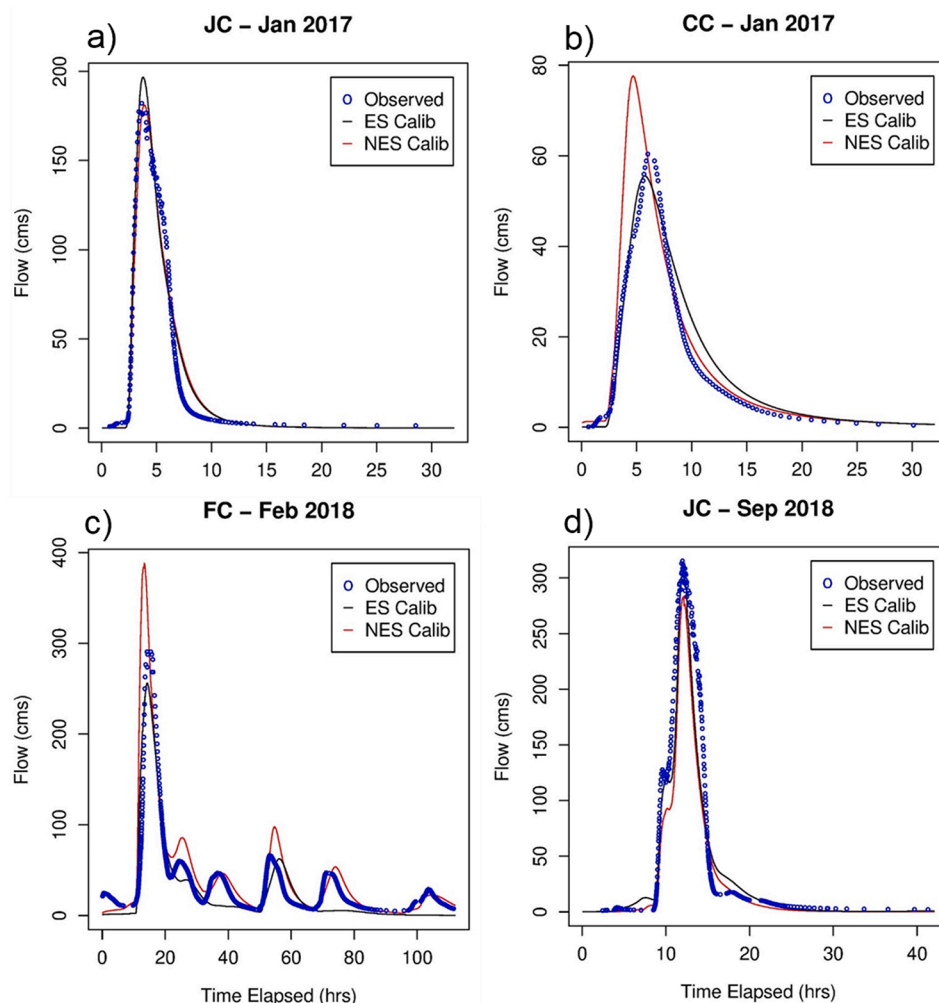 a)
JC – Jan 2017
Flow (cms)
0 50 100 150 200
0 5 10 15 20 25 30
Observed
ES Calib
NES Calib
b)
CC – Jan 2017
Flow (cms)
0 20 40 60 80
0 5 10 15 20 25 30
Observed
ES Calib
NES Calib
c)
FC – Feb 2018
Flow (cms)
0 100 200 300 400
0 20 40 60 80 100
Time Elapsed (hrs)
Observed
ES Calib
NES Calib
d)
JC – Sep 2018
Flow (cms)
0 50 100 150 200 250 300
0 10 20 30 40
Time Elapsed (hrs)
Observed
ES Calib
NES Calib